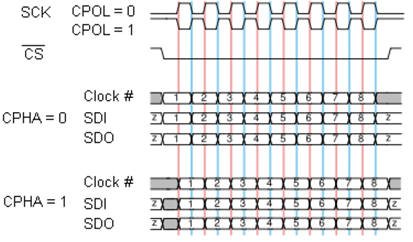 SCK CPOL = 0
CPOL = 1
CS
Clock # 1 2 3 4 5 6 7 8
CPHA = 0 SDI z 1 2 3 4 5 6 7 8 z
SDO z 1 2 3 4 5 6 7 8 z
Clock # 1 2 3 4 5 6 7 8
CPHA = 1 SDI z 1 2 3 4 5 6 7 8 z
SDO z 1 2 3 4 5 6 7 8 z